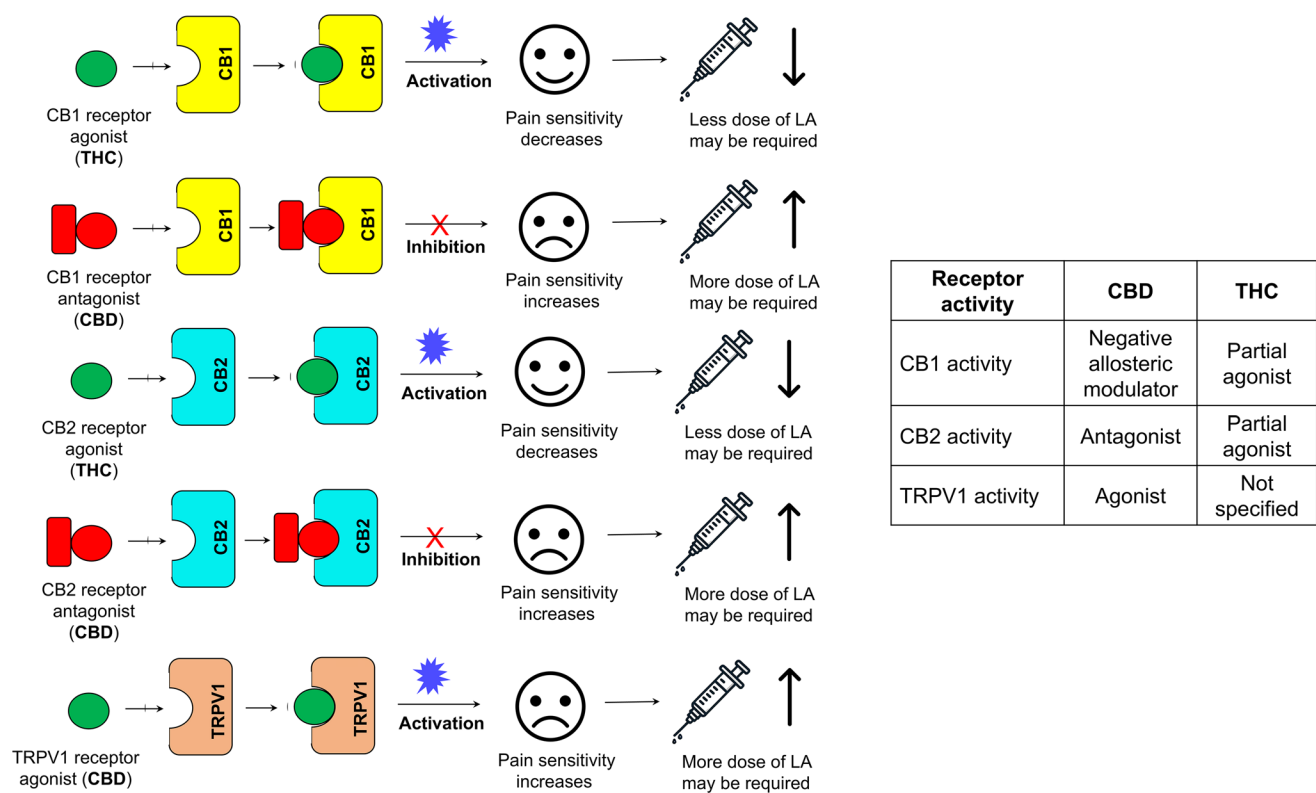 CB1
CB1
Activation
CB1 receptor
agonist
(THC)
Pain sensitivity
decreases
Less dose of LA
may be required
CB1
CB1
Inhibition
CB1 receptor
antagonist
(CBD)
Pain sensitivity
increases
More dose of LA
may be required
CB2
CB2
Activation
CB2 receptor
agonist
(THC)
Pain sensitivity
decreases
Less dose of LA
may be required
CB2
CB2
Inhibition
CB2 receptor
antagonist
(CBD)
Pain sensitivity
increases
More dose of LA
may be required
TRPV1
TRPV1
Activation
TRPV1 receptor
agonist (CBD)
Pain sensitivity
increases
More dose of LA
may be required
Receptor
activity
CBD
THC
CB1 activity
Negative
allosteric
modulator
Partial
agonist
CB2 activity
Antagonist
Partial
agonist
TRPV1 activity
Agonist
Not
specified